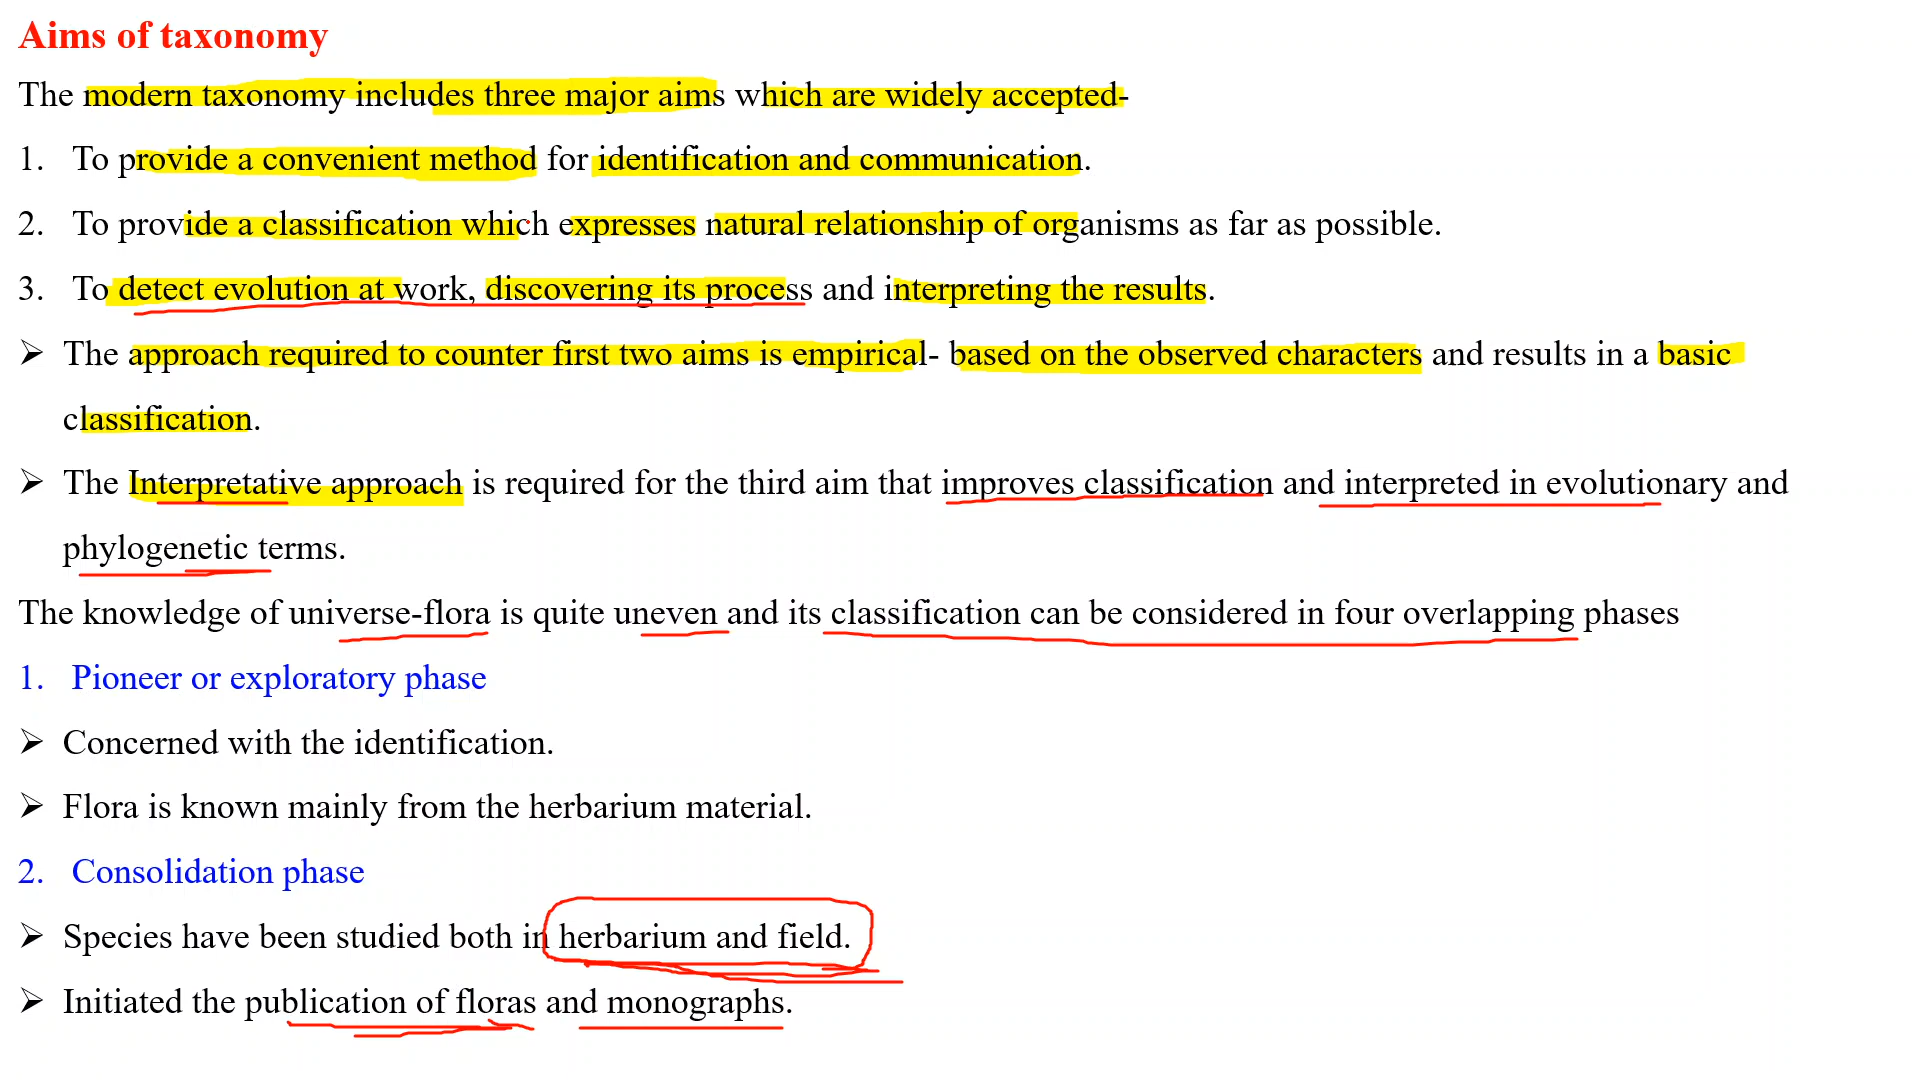 Aims of taxonomy
The modern taxonomy includes three major aims which are widely accepted-
1. To provide a convenient method for identification and communication.
2. To provide a classification which expresses natural relationship of organisms as far as possible.
3. To detect evolution at work, discovering its process and interpreting the results.
➢ The approach required to counter first two aims is empirical- based on the observed characters and results in a basic
classification.
➢ The Interpretative approach is required for the third aim that improves classification and interpreted in evolutionary and
phylogenetic terms.
The knowledge of universe-flora is quite uneven and its classification can be considered in four overlapping phases
1. Pioneer or exploratory phase
➢ Concerned with the identification.
➢ Flora is known mainly from the herbarium material.
2. Consolidation phase
➢ Species have been studied both in herbarium and field.
➢ Initiated the publication of floras and monographs.